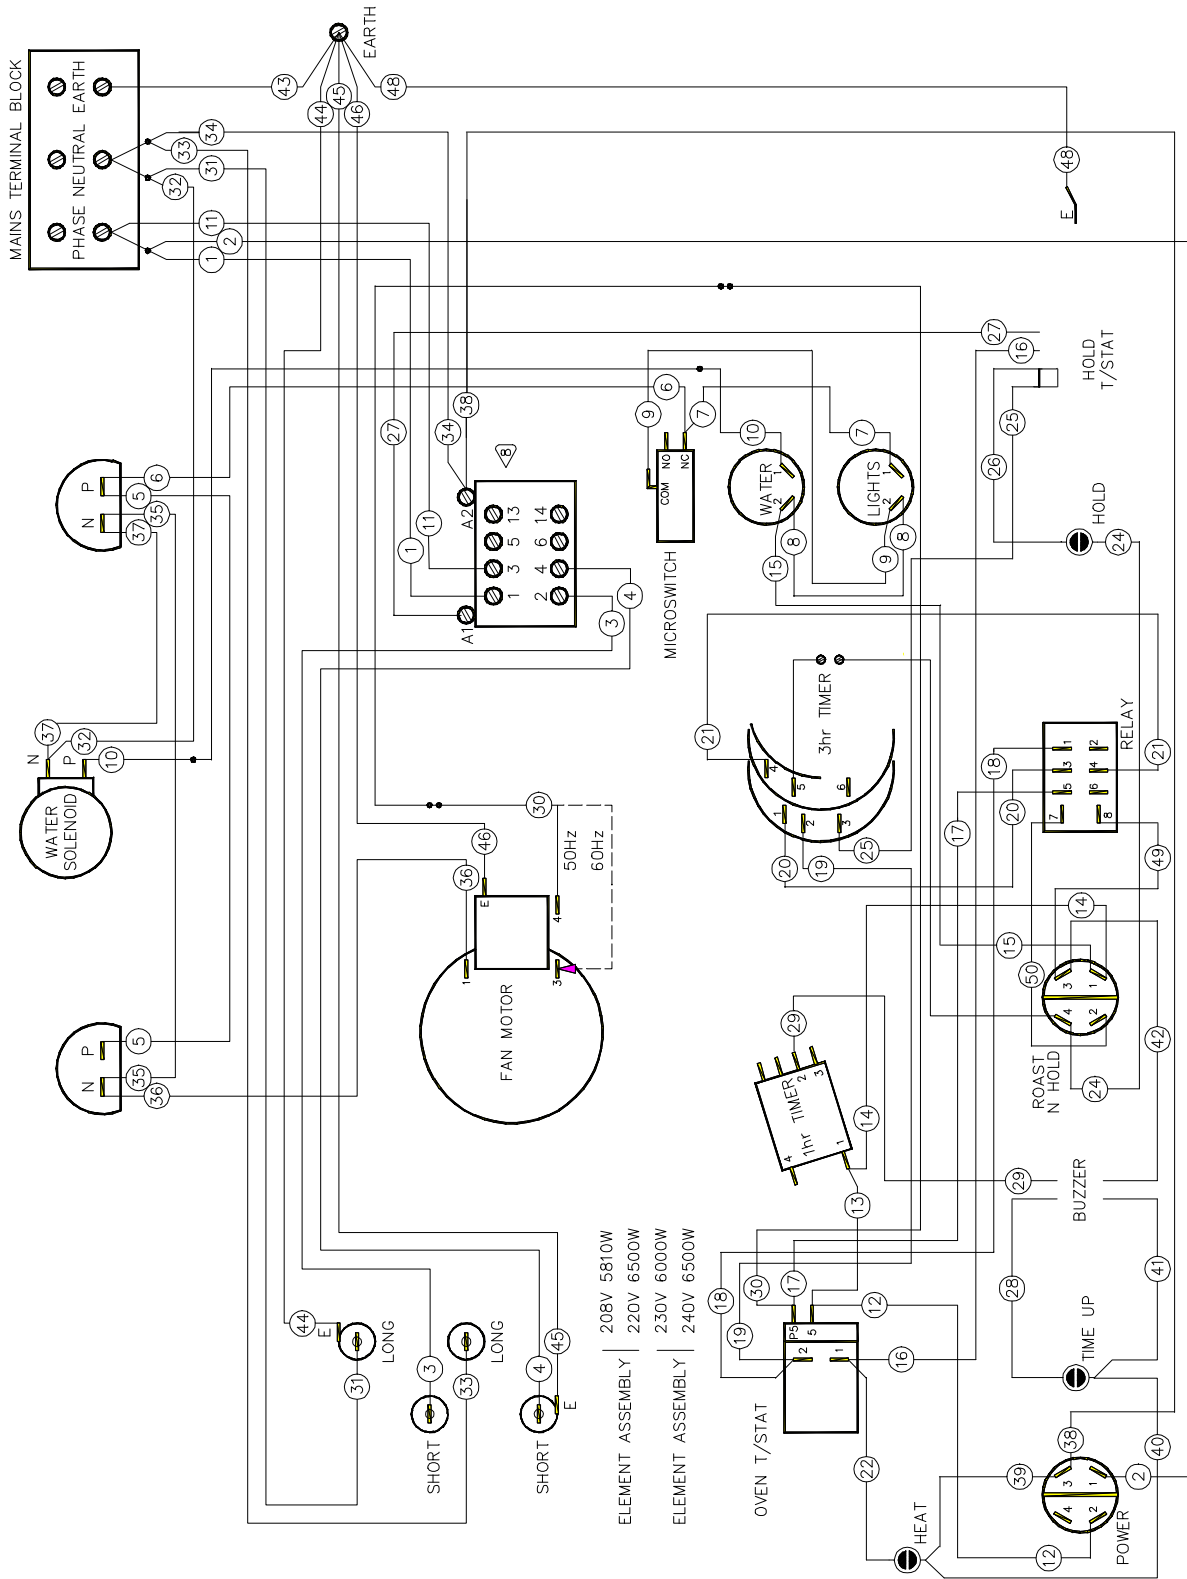 MAINS TERMINAL BLOCK
PHASE NEUTRAL EARTH
EARTH
43
44
45
46
48
34
33
31
32
11
2
1
48
E
P
N
6
5
35
37
WATER
SOLENOID
N
P
37
32
10
P
N
5
35
36
27
34
38
A2
A1
8
1 3 5 13
2 4 6 14
11
1
3
4
MICROSWITCH
COM
NO
NC
9
6
7
10
7
WATER
2
1
LIGHTS
2
1
15
8
9
8
27
16
HOLD
T/STAT
25
26
HOLD
24
30
46
36
50Hz
60Hz
FAN MOTOR
E
1
3
4
3hr TIMER
1
2
3
4
5
6
21
20
19
25
RELAY
1
2
3
4
5
6
7
8
18
20
17
21
49
14
15
50
ROAST
N HOLD
1
2
3
4
42
24
1hr TIMER
1
2
3
4
29
14
13
29
BUZZER
28
41
TIME UP
44
E
LONG
31
3
SHORT
33
LONG
4
45
SHORT
E
ELEMENT ASSEMBLY | 208V 5810W
| 220V 6500W
ELEMENT ASSEMBLY | 230V 6000W
| 240V 6500W
OVEN T/STAT
P5
5
2
1
18
19
30
17
12
16
22
HEAT
39
38
40
2
12
POWER
1
2
3
4